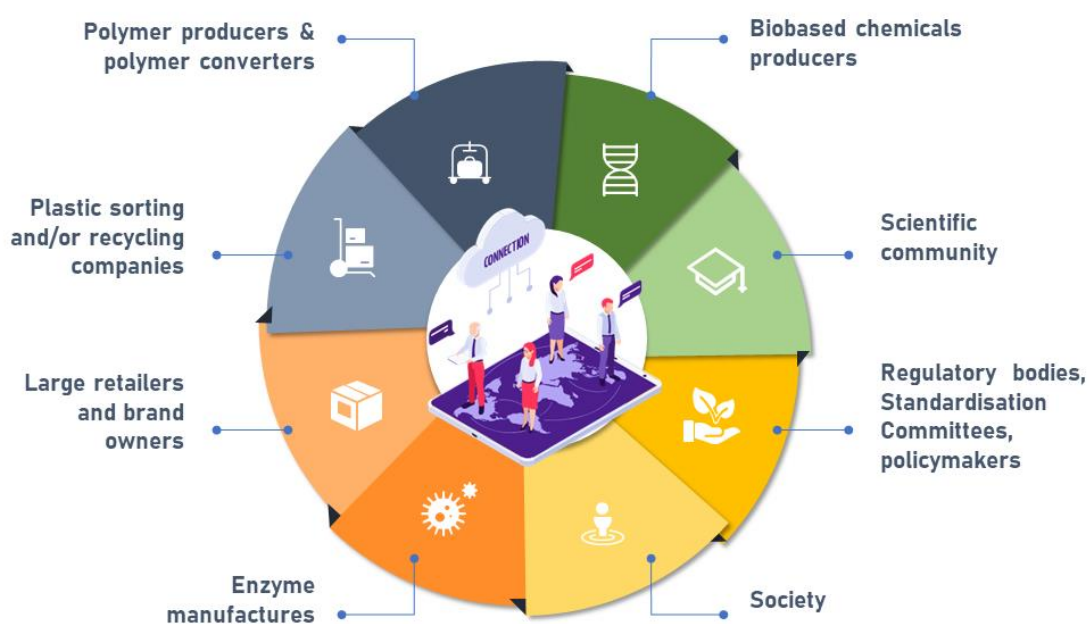 Polymer producers &
polymer converters
Biobased chemicals
producers
Plastic sorting
and/or recycling
companies
CONNECTION
Scientific
community
Large retailers
and brand
owners
Regulatory bodies,
Standardisation
Committees,
policymakers
Enzyme
manufactures
Society